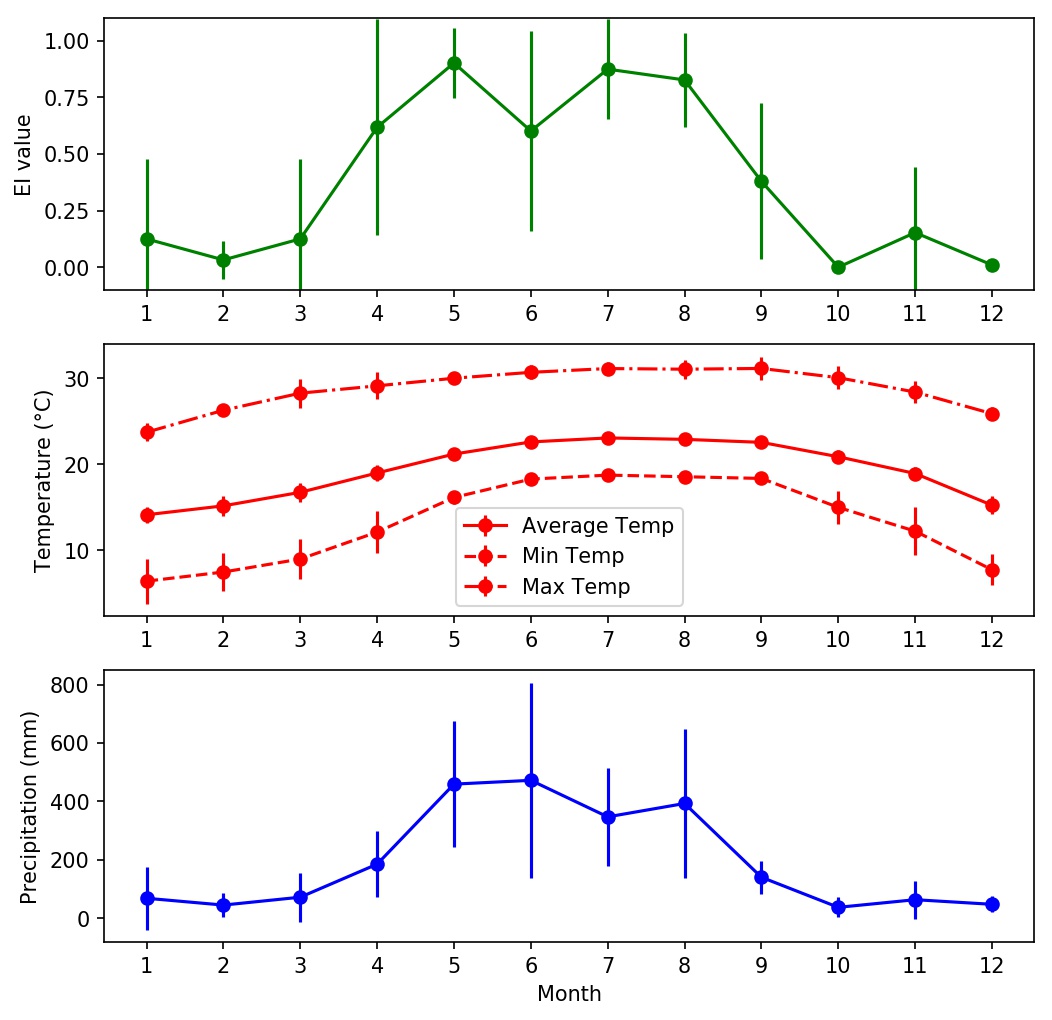 1.00
0.75
0.50
0.25
0.00
EI value
1 2 3 4 5 6 7 8 9 10 11 12
30
20
10
Temperature (°C)
Average Temp
Min Temp
Max Temp
1 2 3 4 5 6 7 8 9 10 11 12
800
600
400
200
0
Precipitation (mm)
1 2 3 4 5 6 7 8 9 10 11 12
Month